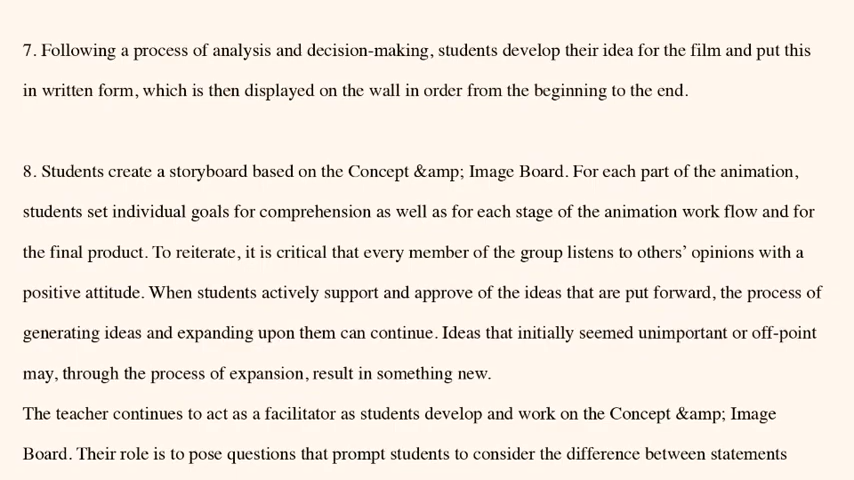 7. Following a process of analysis and decision-making, students develop their idea for the film and put this
in written form, which is then displayed on the wall in order from the beginning to the end.
8. Students create a storyboard based on the Concept &amp; Image Board. For each part of the animation,
students set individual goals for comprehension as well as for each stage of the animation work flow and for
the final product. To reiterate, it is critical that every member of the group listens to others’ opinions with a
positive attitude. When students actively support and approve of the ideas that are put forward, the process of
generating ideas and expanding upon them can continue. Ideas that initially seemed unimportant or off-point
may, through the process of expansion, result in something new.
The teacher continues to act as a facilitator as students develop and work on the Concept &amp; Image
Board. Their role is to pose questions that prompt students to consider the difference between statements